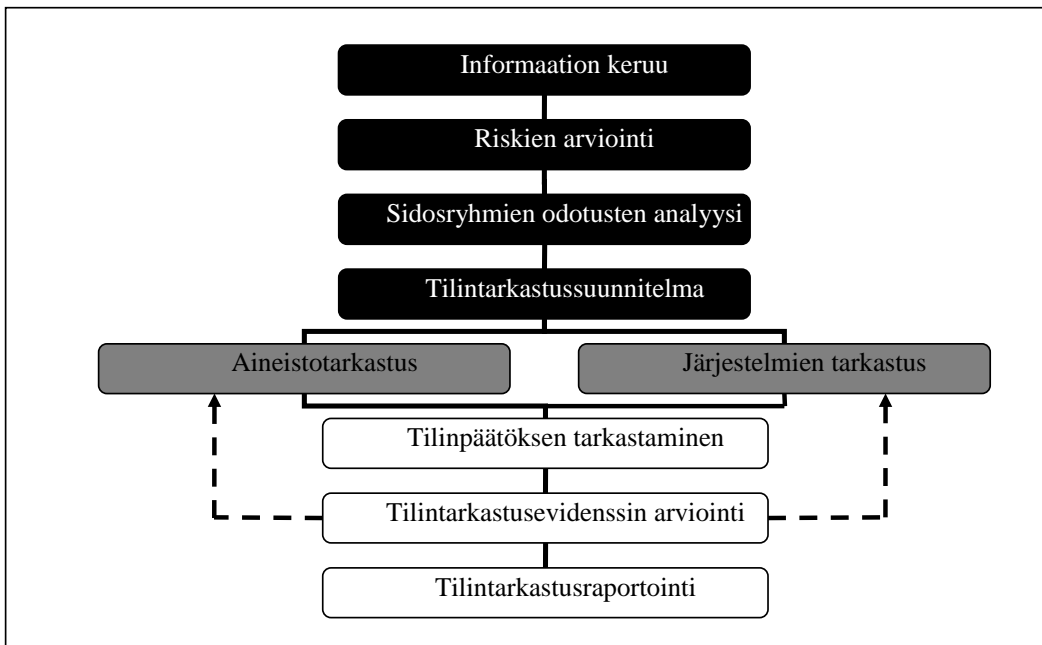 Informaation keruu
Riskien arviointi
Sidosryhmien odotusten analyysi
Tilintarkastussuunnitelma
Aineistotarkastus
Järjestelmien tarkastus
Tilinpäätöksen tarkastaminen
Tilintarkastusevidenssin arviointi
Tilintarkastusraportointi